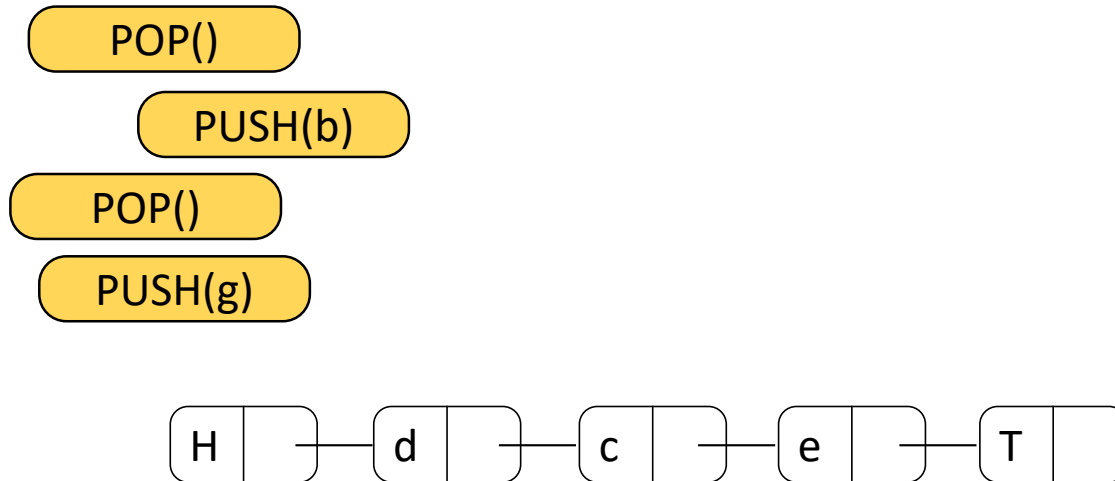 POP()
PUSH(b)
POP()
PUSH(g)
H d c e T